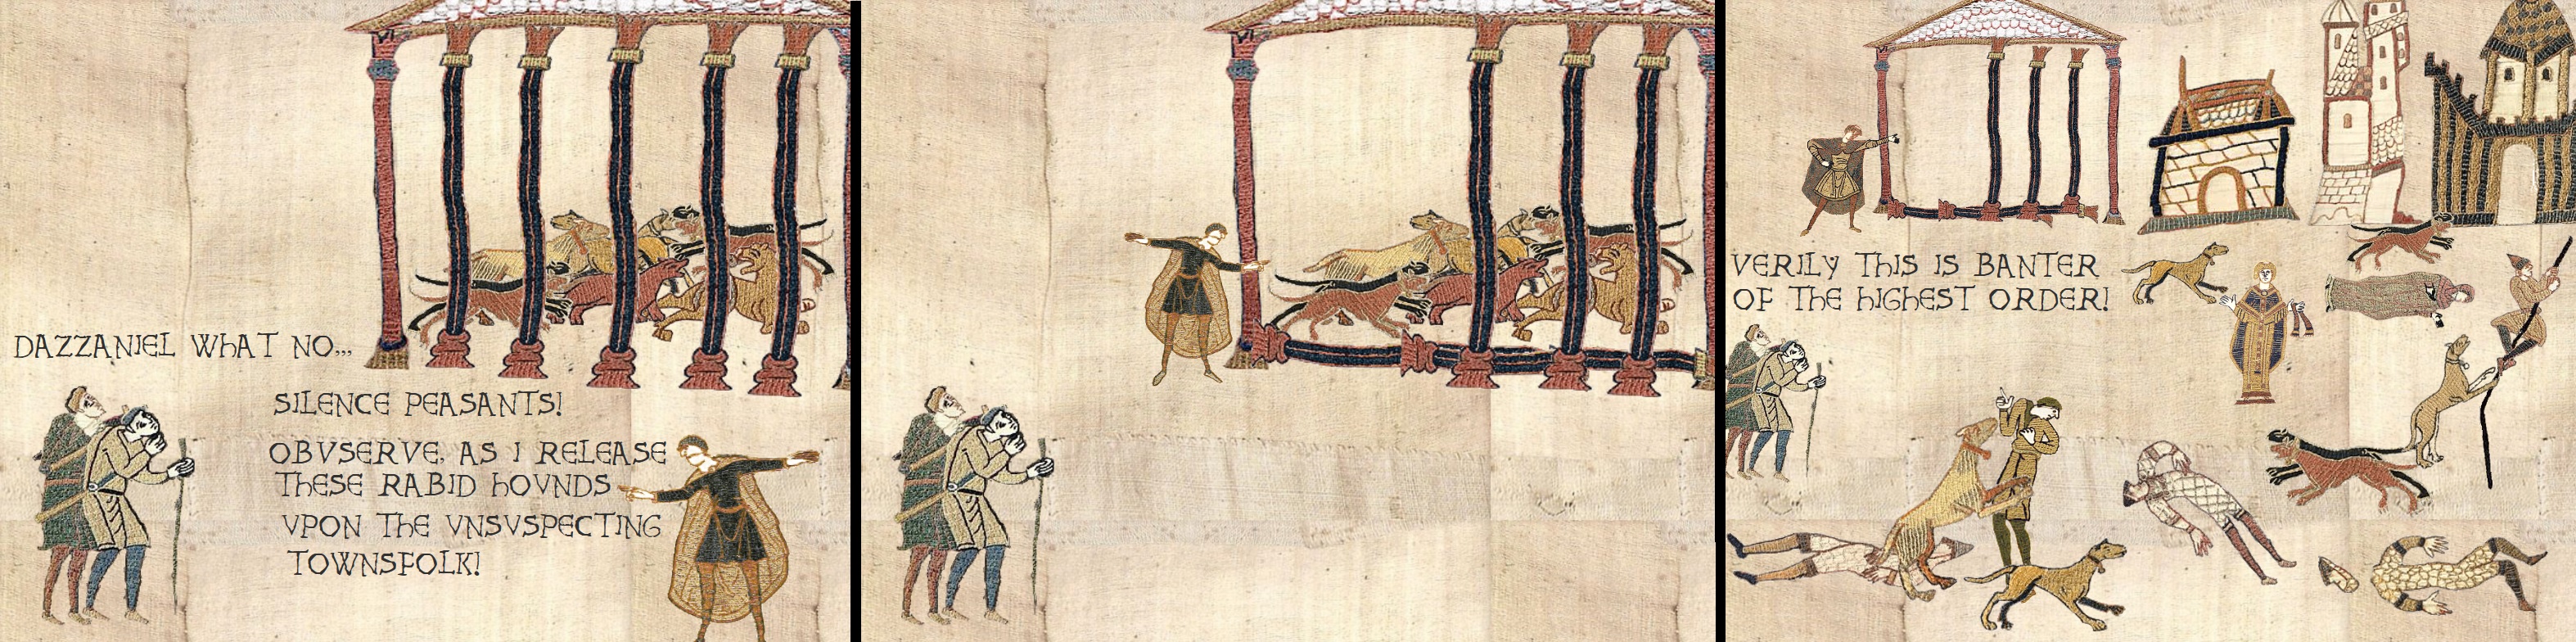 DAZZANIEL WHAT NO...
SILENCE PEASANTS!
OBVSERVE, AS I RELEASE
THESE RABID HOVNDS
VPON THE VNSVSPECTING
TOWNSFOLK!
VERILY THIS IS BANTER
OF THE HIGHEST ORDER!